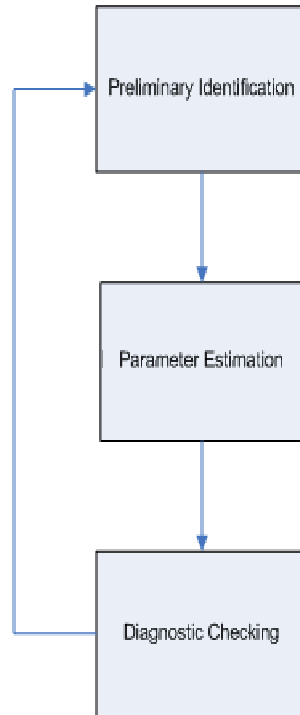 Preliminary Identification
Parameter Estimation
Diagnostic Checking